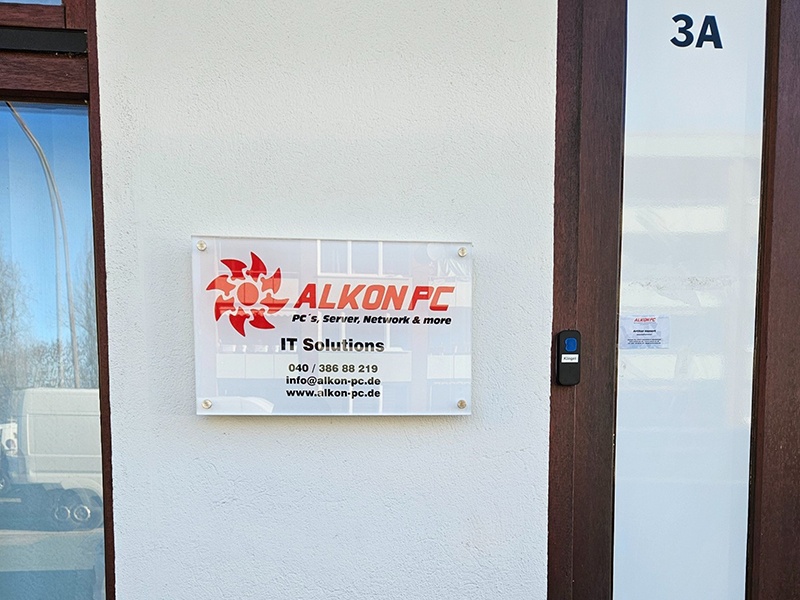 3A
ALKON PC
PC´s, Server, Network & more
IT Solutions
040 / 386 88 219
info@alkon-pc.de
www.alkon-pc.de
ALKON PC
Klingel